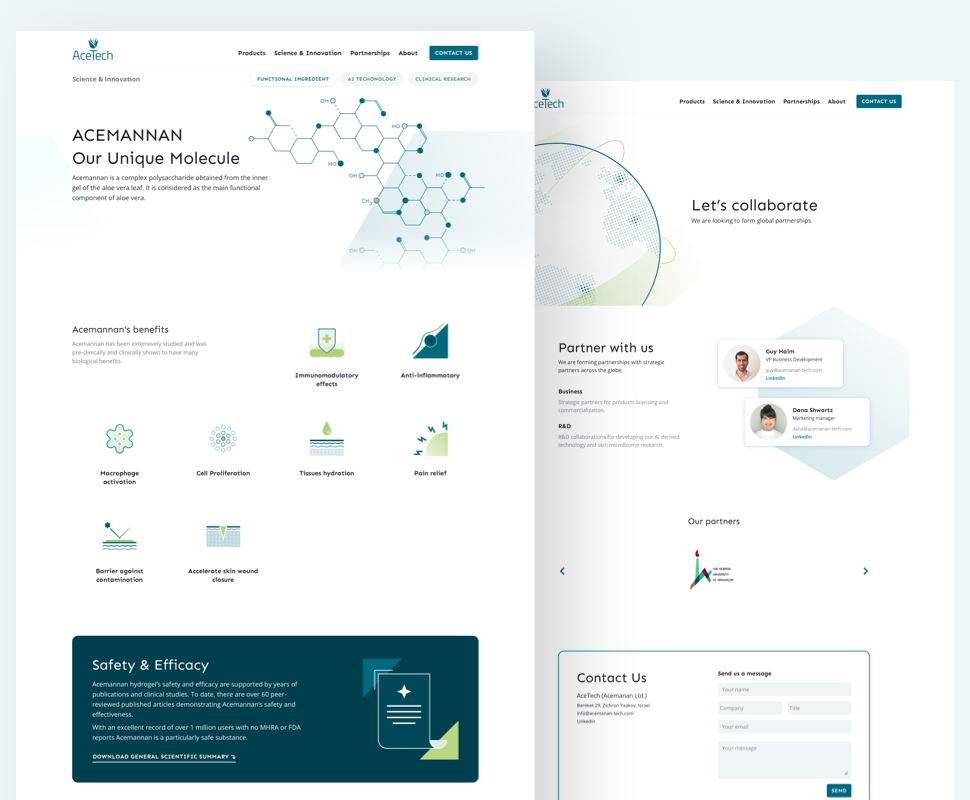 AceTech
Products
Science & Innovation
Partnerships
About
CONTACT US
Science & Innovation
FUNCTIONAL INGREDIENT
AI TECHONOLOGY
CLINICAL RESEARCH
ACEMANNAN
Our Unique Molecule
Acemannan is a complex polysaccharide obtained from the inner
gel of the aloe vera leaf. It is considered as the main functional
component of aloe vera.
OH
HO
HO
OH
HO
CH3
OH
OH
Acemannan's benefits
Acemannan has been extensively studied and was
pre-clinically and clinically shown to have many
biological benefits.
Immunomodulatory
effects
Anti-inflammatory
Macrophage
activation
Cell Proliferation
Tissues hydration
Pain relief
Barrier against
contamination
Accelerate skin wound
closure
Safety & Efficacy
Acemannan hydrogel's safety and efficacy are supported by years of
publications and clinical studies. To date, there are over 60 peer-
reviewed published articles demonstrating Acemannan's safety and
effectiveness.
With an excellent record of over 1 million users with no MHRA or FDA
reports Acemannan is a particularly safe substance.
DOWNLOAD GENERAL SCIENTIFIC SUMMARY
ceTech
Products
Science & Innovation
Partnerships
About
CONTACT US
Let's collaborate
We are looking to form global partnerships
Partner with us
We are forming partnerships with strategic
partners across the globe.
Business
Strategic partners for products licensing and
commercialization.
R&D
R&D collaborations for developing our AI derived
technology and skin microbiome research.
Guy Haim
VP Business Development
guy@acemanan-tech.com
LinkedIn
Dana Shwartz
Marketing manager
dana@acemanan-tech.com
LinkedIn
Our partners
THE HEBREW
UNIVERSITY
OF JERUSALEM
Contact Us
AceTech (Acemanan Ltd.)
Bareket 29, Zichron Yaakov, Israel
info@acemanan-tech.com
Linkedin
Send us a message
Your name
Company
Title
Your email
Your message
SEND